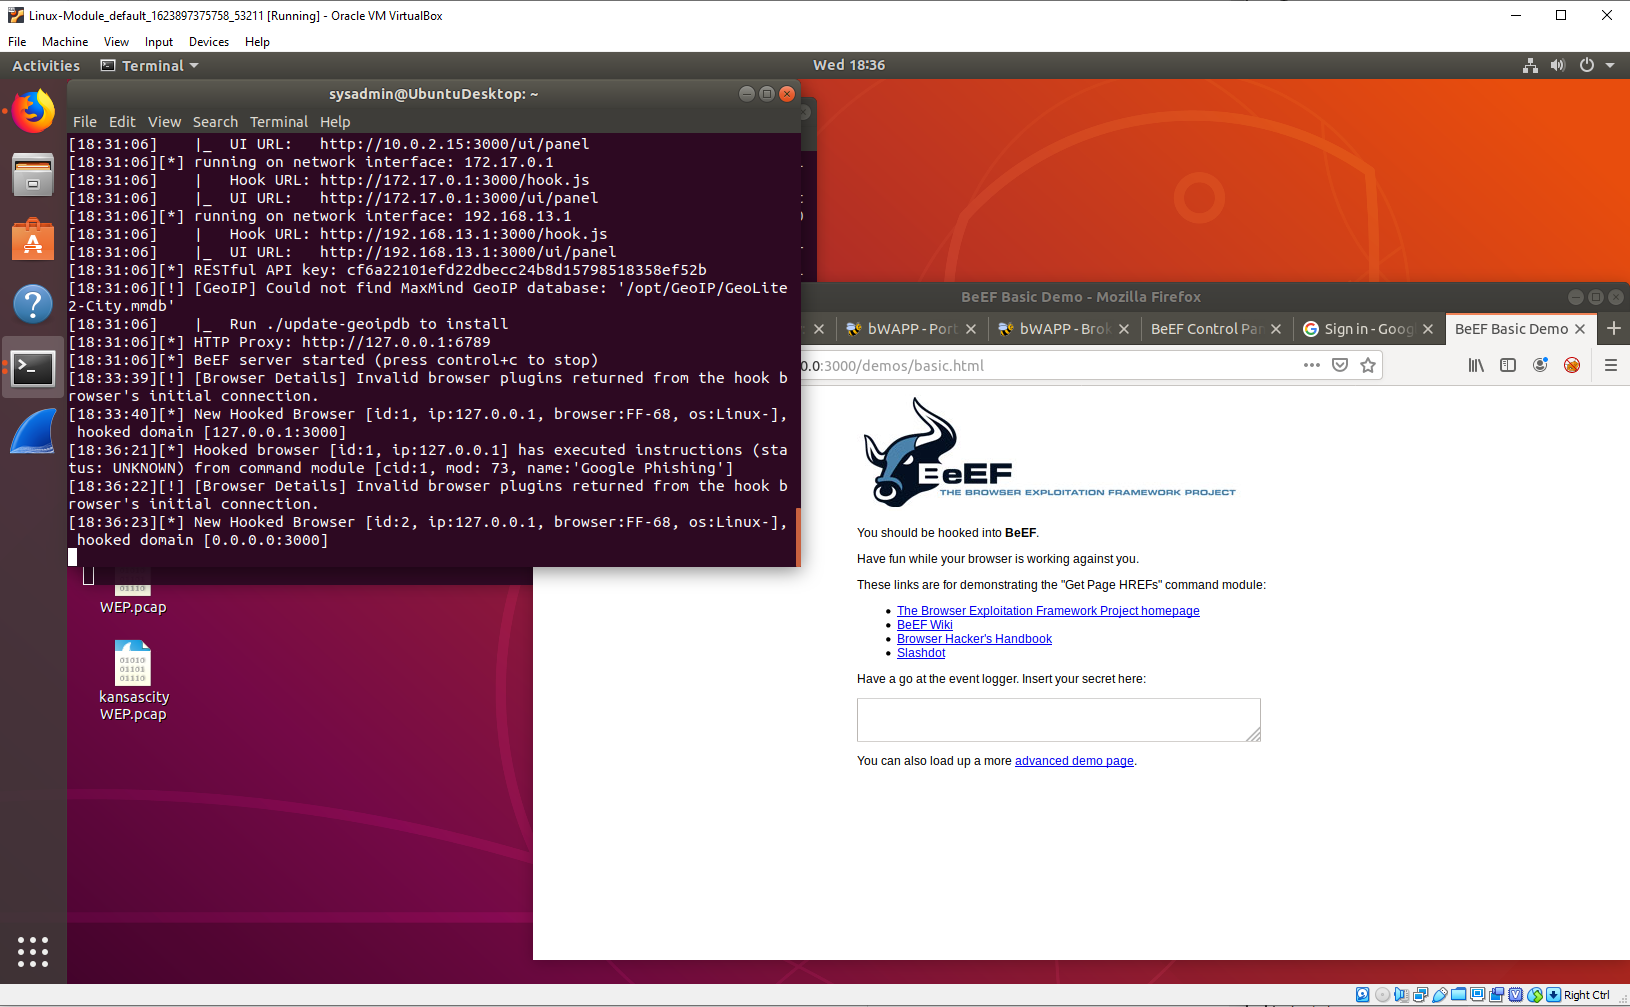 Linux-Module_default_1623897375758_53211 [Running] - Oracle VM VirtualBox
File Machine View Input Devices Help
Activities Terminal Wed 18:36
sysadmin@UbuntuDesktop: ~
File Edit View Search Terminal Help
[18:31:06]    |_  UI URL:   http://10.0.2.15:3000/ui/panel
[18:31:06][*] running on network interface: 172.17.0.1
[18:31:06]    |   Hook URL: http://172.17.0.1:3000/hook.js
[18:31:06]    |_  UI URL:   http://172.17.0.1:3000/ui/panel
[18:31:06][*] running on network interface: 192.168.13.1
[18:31:06]    |   Hook URL: http://192.168.13.1:3000/hook.js
[18:31:06]    |_  UI URL:   http://192.168.13.1:3000/ui/panel
[18:31:06][*] RESTful API key: cf6a22101efd22dbecc24b8d15798518358ef52b
[18:31:06][!] [GeoIP] Could not find MaxMind GeoIP database: '/opt/GeoIP/GeoLite
2-City.mmdb'
[18:31:06]    |_  Run ./update-geoipdb to install
[18:31:06][*] HTTP Proxy: http://127.0.0.1:6789
[18:31:06][*] BeEF server started (press control+c to stop)
[18:33:39][!] [Browser Details] Invalid browser plugins returned from the hook b
rowser's initial connection.
[18:33:40][*] New Hooked Browser [id:1, ip:127.0.0.1, browser:FF-68, os:Linux-],
 hooked domain [127.0.0.1:3000]
[18:36:21][*] Hooked browser [id:1, ip:127.0.0.1] has executed instructions (sta
tus: UNKNOWN) from command module [cid:1, mod: 73, name:'Google Phishing']
[18:36:22][!] [Browser Details] Invalid browser plugins returned from the hook b
rowser's initial connection.
[18:36:23][*] New Hooked Browser [id:2, ip:127.0.0.1, browser:FF-68, os:Linux-],
 hooked domain [0.0.0.0:3000]
WEP.pcap
01010
01101
01110
kansascity
WEP.pcap
BeEF Basic Demo - Mozilla Firefox
bWAPP - Port bWAPP - Brok BeEF Control Pan Sign in - Goog BeEF Basic Demo
0.0:3000/demos/basic.html
BeEF
THE BROWSER EXPLOITATION FRAMEWORK PROJECT
You should be hooked into BeEF.
Have fun while your browser is working against you.
These links are for demonstrating the "Get Page HREFs" command module:
The Browser Exploitation Framework Project homepage
BeEF Wiki
Browser Hacker's Handbook
Slashdot
Have a go at the event logger. Insert your secret here:
You can also load up a more advanced demo page.
Right Ctrl